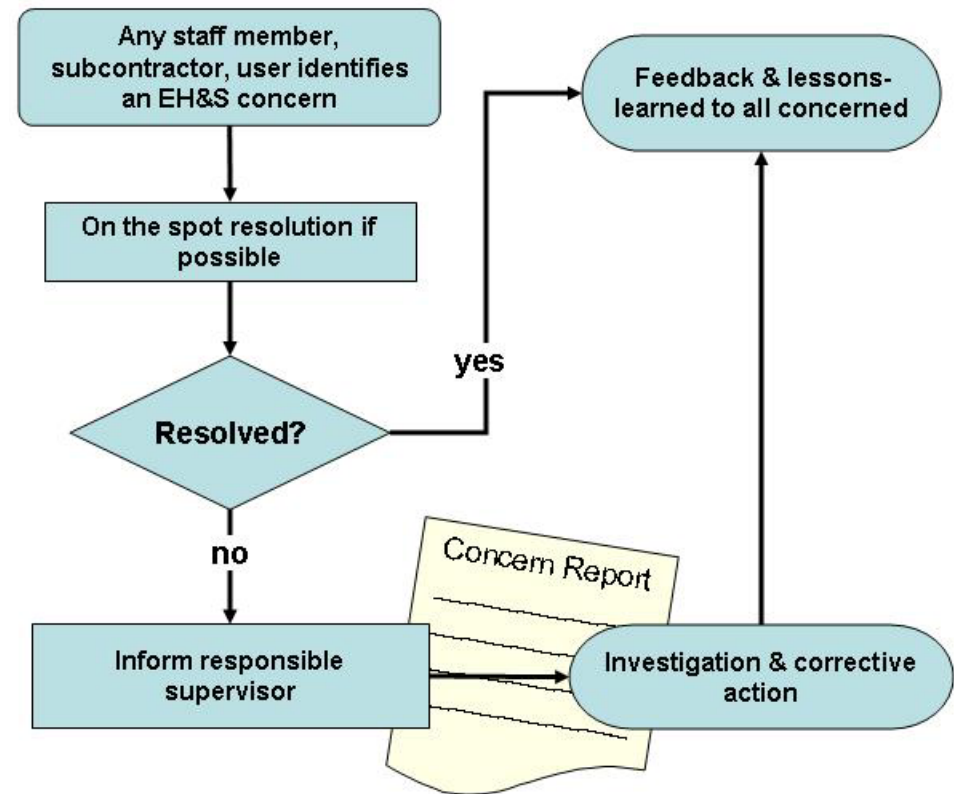 Any staff member,
subcontractor, user identifies
an EH&S concern
Feedback & lessons-
learned to all concerned
On the spot resolution if
possible
yes
Resolved?
no
Concern Report
Inform responsible
supervisor
Investigation & corrective
action